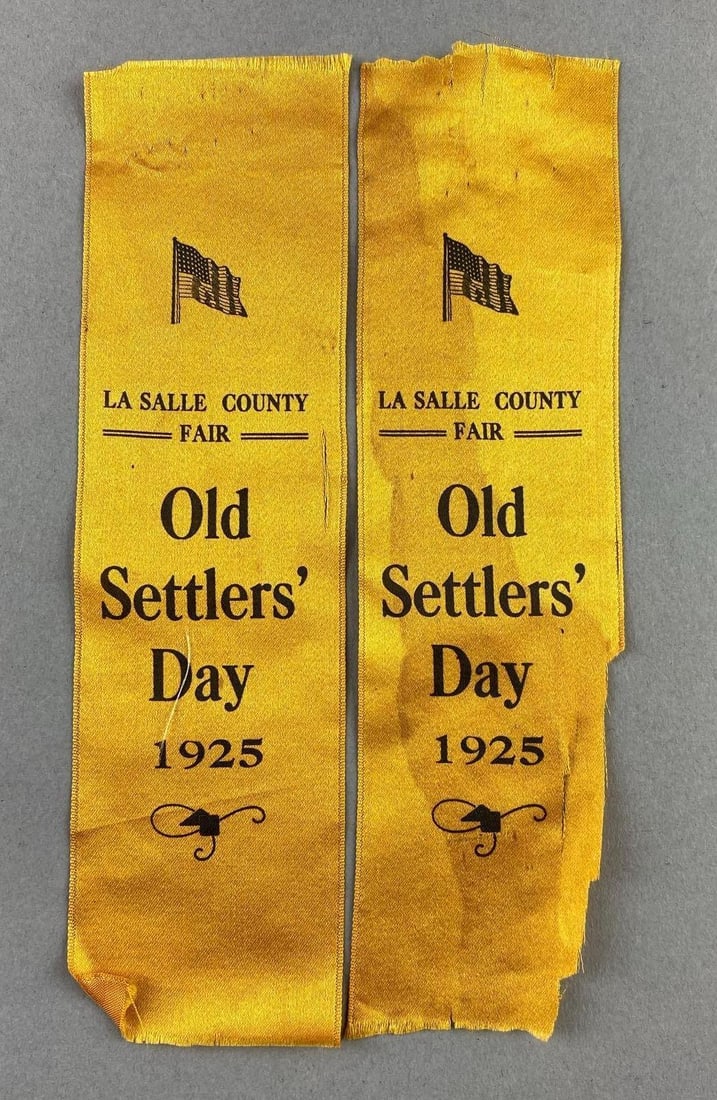 LA SALLE COUNTY
FAIR
Old
Settlers’
Day
1925
LA SALLE COUNTY
FAIR
Old
Settlers’
Day
1925